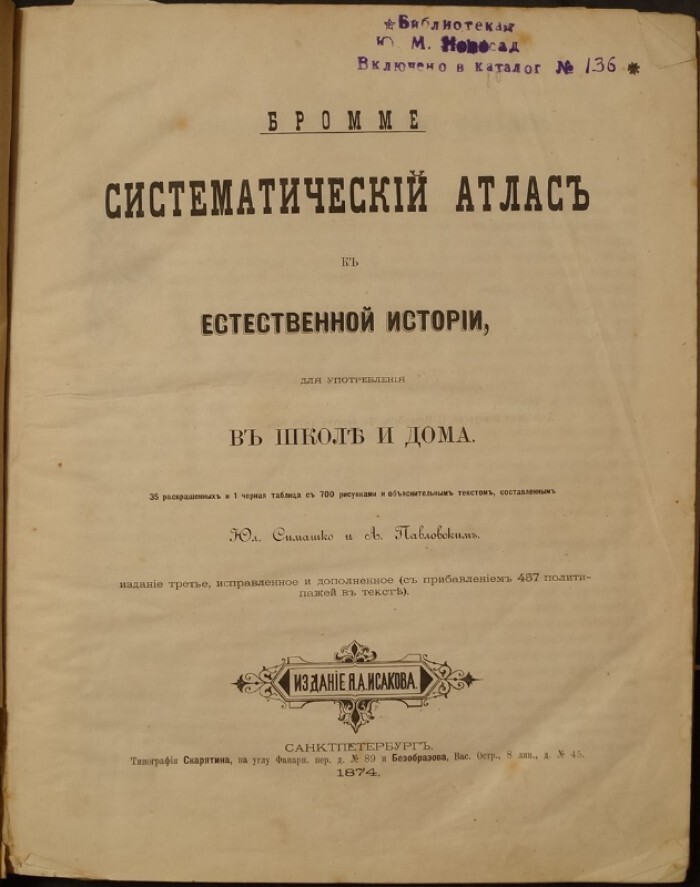 Библиотека
Ю. М. Новосад
Включено в каталог № 136
БРОММЕ
СИСТЕМАТИЧЕСКІЙ АТЛАСЪ
КЪ
ЕСТЕСТВЕННОЙ ИСТОРІИ,
ДЛЯ УПОТРЕБЛЕНІЯ
ВЪ ШКОЛѢ И ДОМА.
35 раскрашенныхъ и 1 черная таблица съ 700 рисунками и объяснительнымъ текстомъ, составленнымъ
Юл. Симашко и А. Павловскимъ.
изданіе третье, исправленное и дополненное (съ прибавленіемъ 437 полити-
пажей въ текстѣ).
ИЗДАНІЕ Я.А.ИСАКОВА.
САНКТПЕТЕРБУРГЪ.
Типографія Скарятина, на углу Фанарн. пер. д. № 89 и Безобразова, Вас. Остр., 8 лин., д. № 45.
1874.